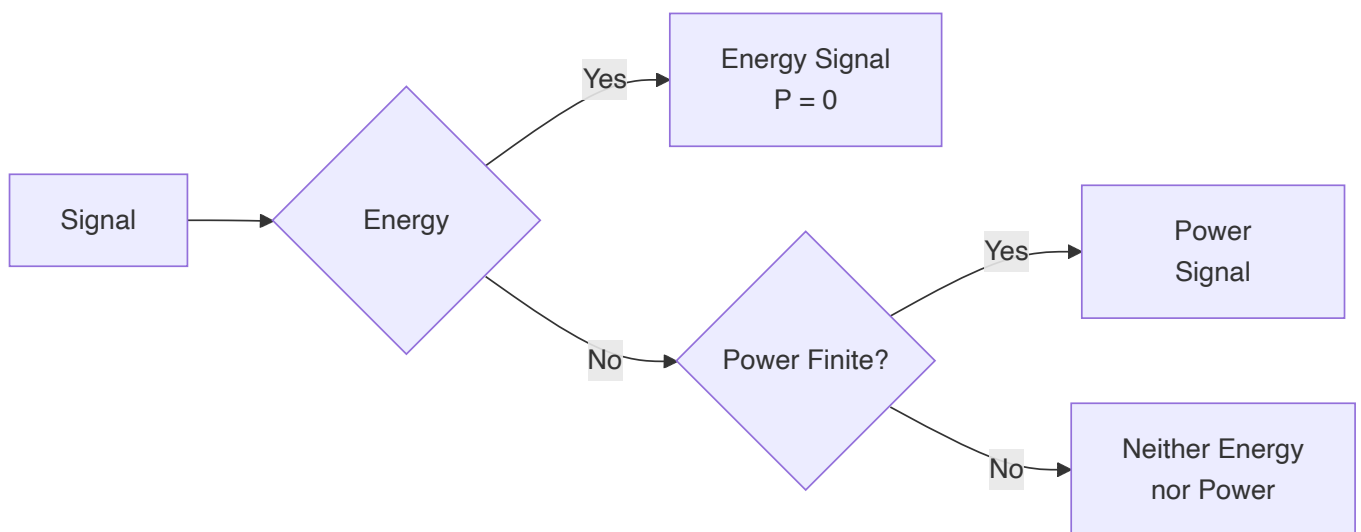 Signal
Energy
Yes
Energy Signal
P = 0
No
Power Finite?
Yes
Power
Signal
No
Neither Energy
nor Power